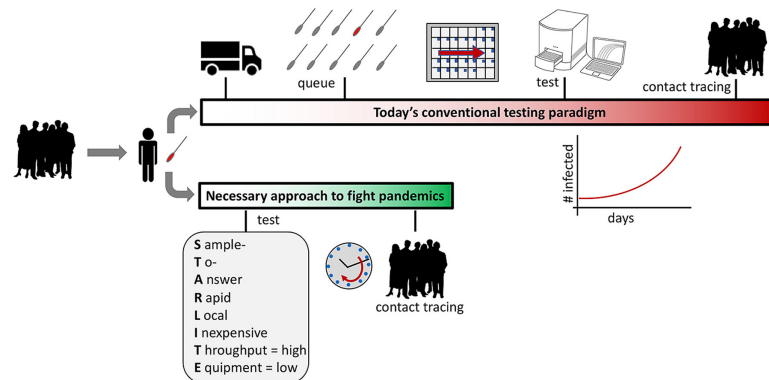 queue
test
contact tracing
Today's conventional testing paradigm
# infected
days
Necessary approach to fight pandemics
test
S ample-
T o-
A nswer
R apid
L ocal
I nexpensive
T hroughput = high
E quipment = low
contact tracing